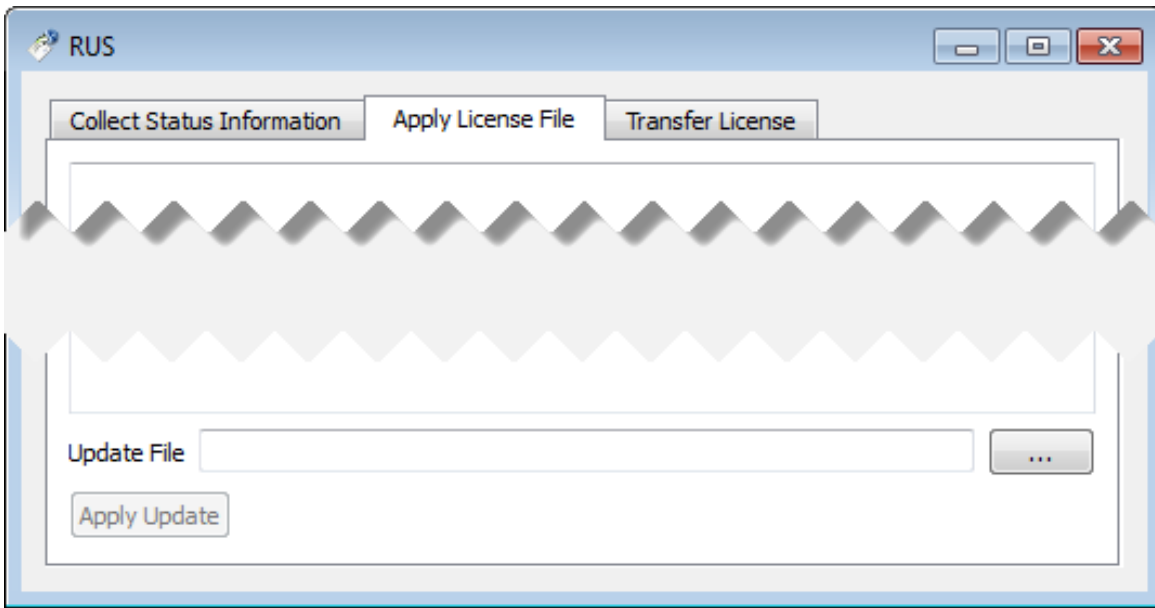 RUS
Collect Status Information Apply License File Transfer License
Update File ...
Apply Update